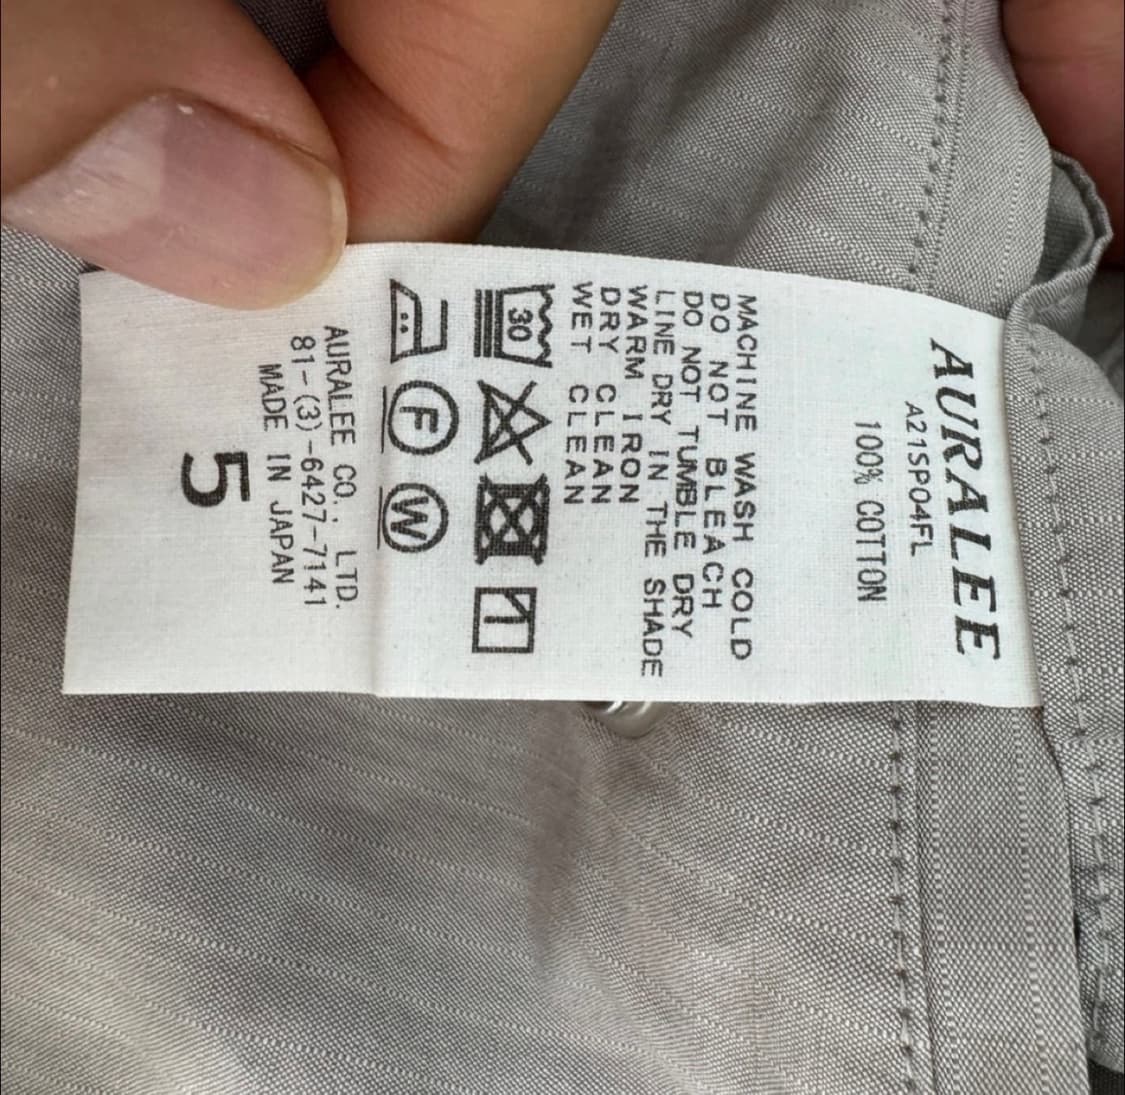 AURALEE
A21SP04FL
100% COTTON
MACHINE WASH COLD
DO NOT BLEACH
DO NOT TUMBLE DRY
LINE DRY IN THE SHADE
WARM IRON
DRY CLEAN
WET CLEAN
30
F W
AURALEE CO., LTD.
81-(3)-6427-7141
MADE IN JAPAN
5